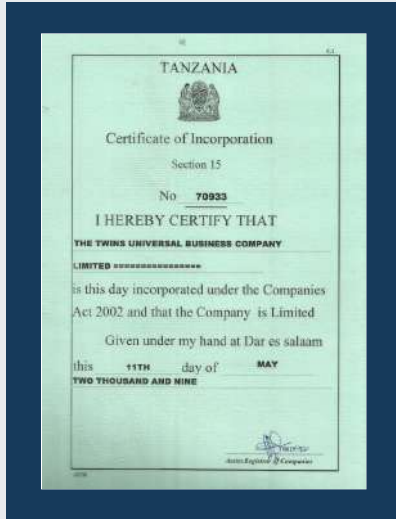 TANZANIA
Certificate of Incorporation
Section 15
No 70933
I HEREBY CERTIFY THAT
THE TWINS UNIVERSAL BUSINESS COMPANY
LIMITED ================
is this day incorporated under the Companies
Act 2002 and that the Company is Limited
Given under my hand at Dar es salaam
this 11TH day of MAY
TWO THOUSAND AND NINE
Registrar of Companies